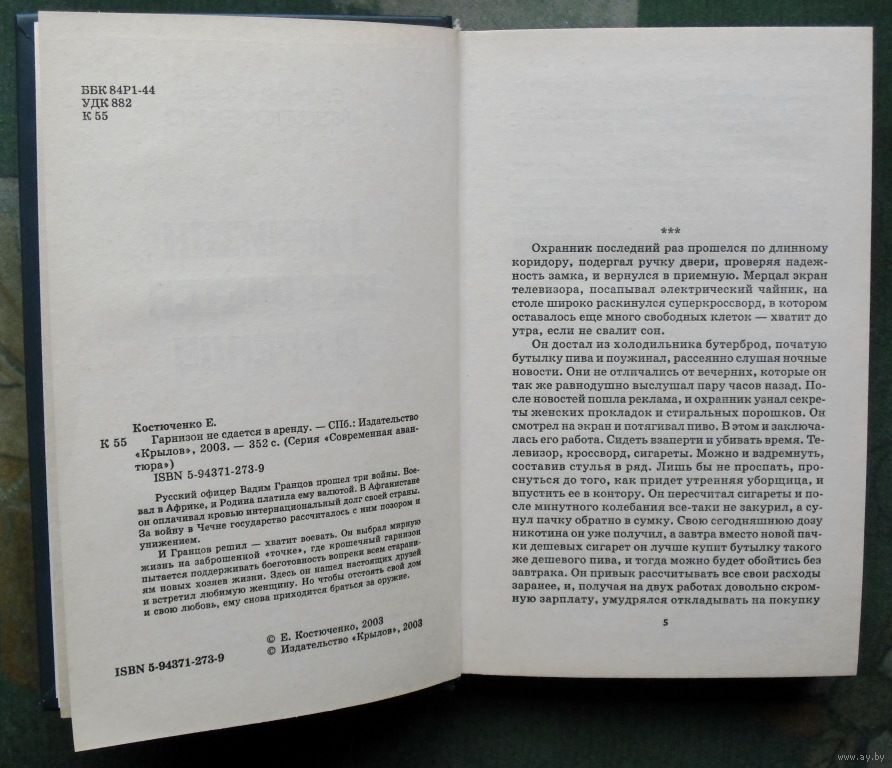 ББК 84Р1-44
УДК 882
К 55
Костюченко Е.
К 55 Гарнизон не сдается в аренду. — СПб.: Издательство
«Крылов», 2003. — 352 с. (Серия «Современная аван-
тюра»)
ISBN 5-94371-273-9
Русский офицер Вадим Гранцов прошел три войны. Вое-
вал в Африке, и Родина платила ему валютой. В Афганистане
он оплачивал кровью интернациональный долг своей страны.
За войну в Чечне государство рассчиталось с ним позором и
унижением.
И Гранцов решил — хватит воевать. Он выбрал мирную
жизнь на заброшенной «точке», где крошечный гарнизон
пытается поддерживать боеготовность вопреки всем старани-
ям новых хозяев жизни. Здесь он нашел настоящих друзей
и встретил любимую женщину. Но чтобы отстоять свой дом
и свою любовь, ему снова приходится браться за оружие.
© Е. Костюченко, 2003
© Издательство «Крылов», 2003
ISBN 5-94371-273-9
***
Охранник последний раз прошелся по длинному
коридору, подергал ручку двери, проверяя надеж-
ность замка, и вернулся в приемную. Мерцал экран
телевизора, посапывал электрический чайник, на
столе широко раскинулся суперкроссворд, в котором
оставалось еще много свободных клеток — хватит до
утра, если не свалит сон.
Он достал из холодильника бутерброд, початую
бутылку пива и поужинал, рассеянно слушая ночные
новости. Они не отличались от вечерних, которые он
так же равнодушно выслушал пару часов назад. По-
сле новостей пошла реклама, и охранник узнал секре-
ты женских прокладок и стиральных порошков. Он
смотрел на экран и потягивал пиво. В этом и заключа-
лась его работа. Сидеть взаперти и убивать время. Те-
левизор, кроссворд, сигареты. Можно и вздремнуть,
составив стулья в ряд. Лишь бы не проспать, про-
снуться до того, как придет утренняя уборщица, и
впустить ее в контору. Он пересчитал сигареты и по-
сле минутного колебания все-таки не закурил, а су-
нул пачку обратно в сумку. Свою сегодняшнюю дозу
никотина он уже получил, а завтра вместо новой пач-
ки дешевых сигарет он лучше купит бутылку такого
же дешевого пива, и тогда можно будет обойтись без
завтрака. Он привык рассчитывать все свои расходы
заранее, и, получая на двух работах довольно скром-
ную зарплату, умудрялся откладывать на покупку
5
www.ay.by